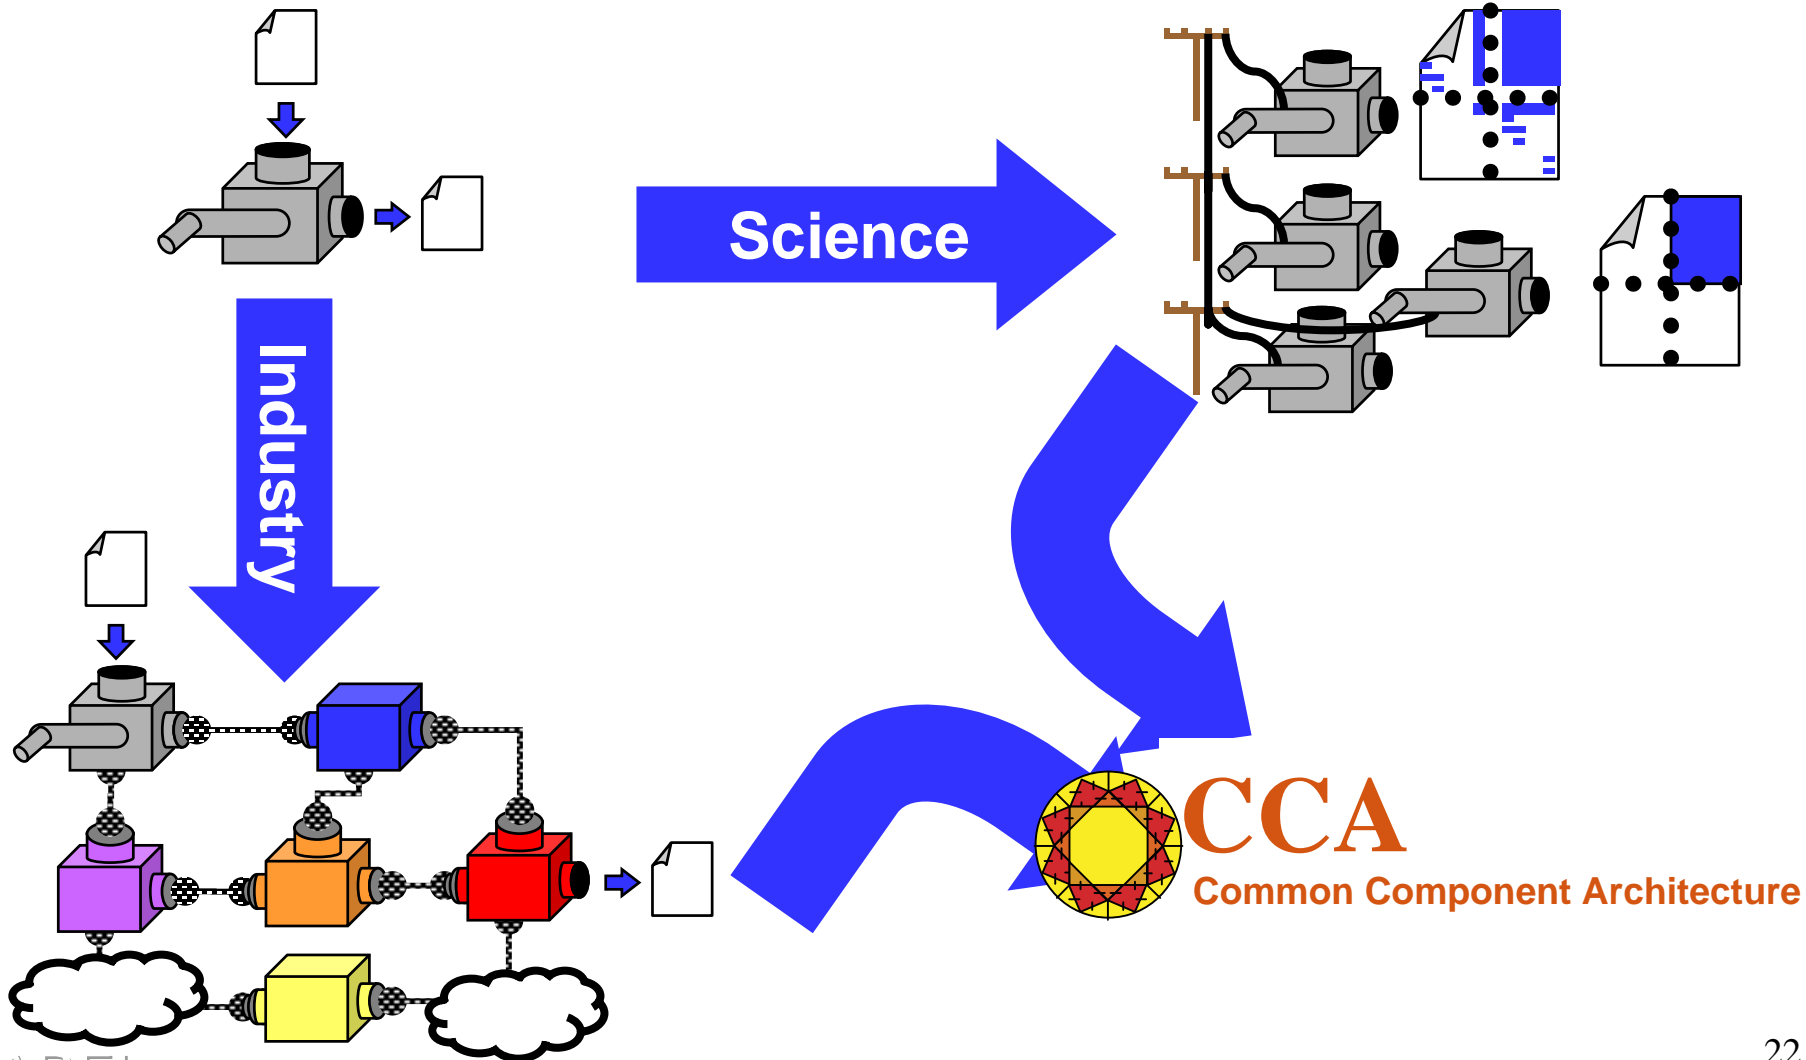 Science
Industry
CCA
Common Component Architecture
22